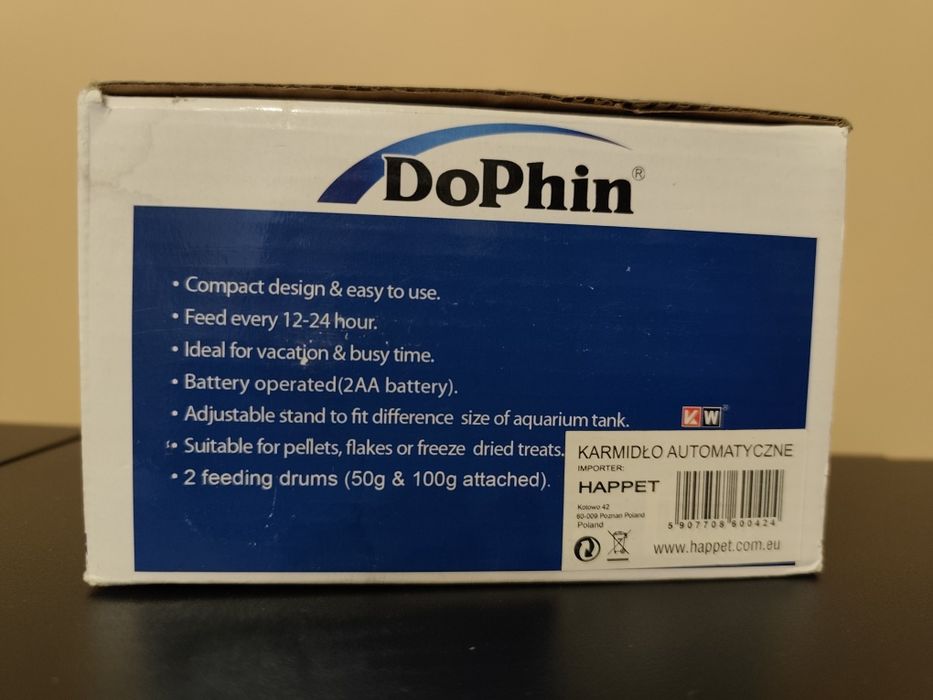 DoPhin®
• Compact design & easy to use.
• Feed every 12-24 hour.
• Ideal for vacation & busy time.
• Battery operated(2AA battery).
• Adjustable stand to fit difference size of aquarium tank.
KW
• Suitable for pellets, flakes or freeze dried treats.
• 2 feeding drums (50g & 100g attached).
KARMIDŁO AUTOMATYCZNE
IMPORTER:
HAPPET
Kotowo 42
60-009 Poznan Poland
Poland
5 907708 600424
www.happet.com.eu